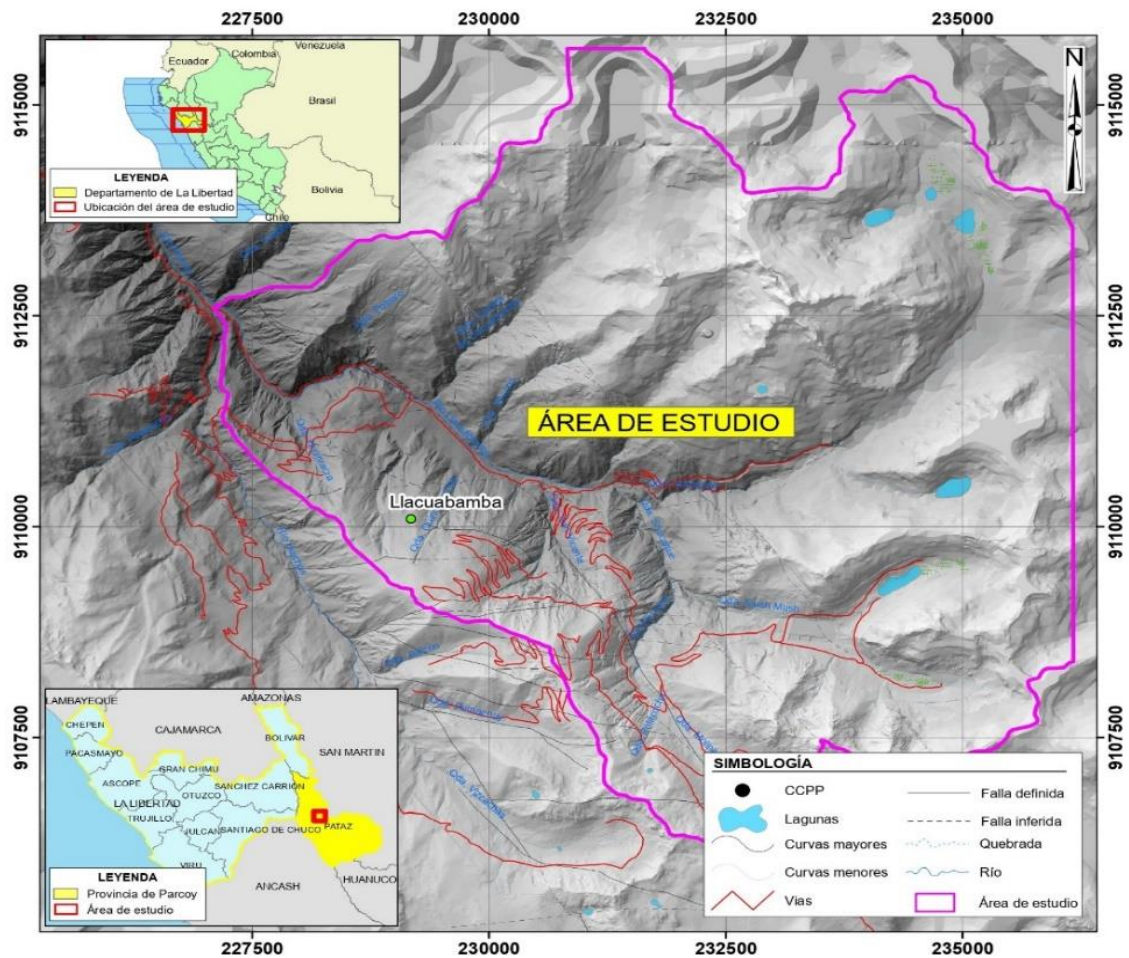 227500 230000 232500 235000
9115000
9112500
9110000
9107500
Venezuela
Colombia
Ecuador
Brasil
Bolivia
Chile
LEYENDA
Departamento de La Libertad
Ubicación del área de estudio
N
9115000
9112500
9110000
9107500
ÁREA DE ESTUDIO
Llacuabamba
LAMBAYEQUE
AMAZONAS
CAJAMARCA
CHEPEN
BOLIVAR
PACASMAYO
SAN MARTIN
GRAN CHIMU
ASCOPE
SANCHEZ CARRIÓN
OTUZCO
LA LIBERTAD
TRUJILLO
JULCAN
SANTIAGO DE CHUCO
PATAZ
VIRU
HUANUCO
ANCASH
LEYENDA
Provincia de Parcoy
Área de estudio
SIMBOLOGÍA
CCPP
Lagunas
Curvas mayores
Curvas menores
Vias
Falla definida
Falla inferida
Quebrada
Río
Área de estudio
227500 230000 232500 235000